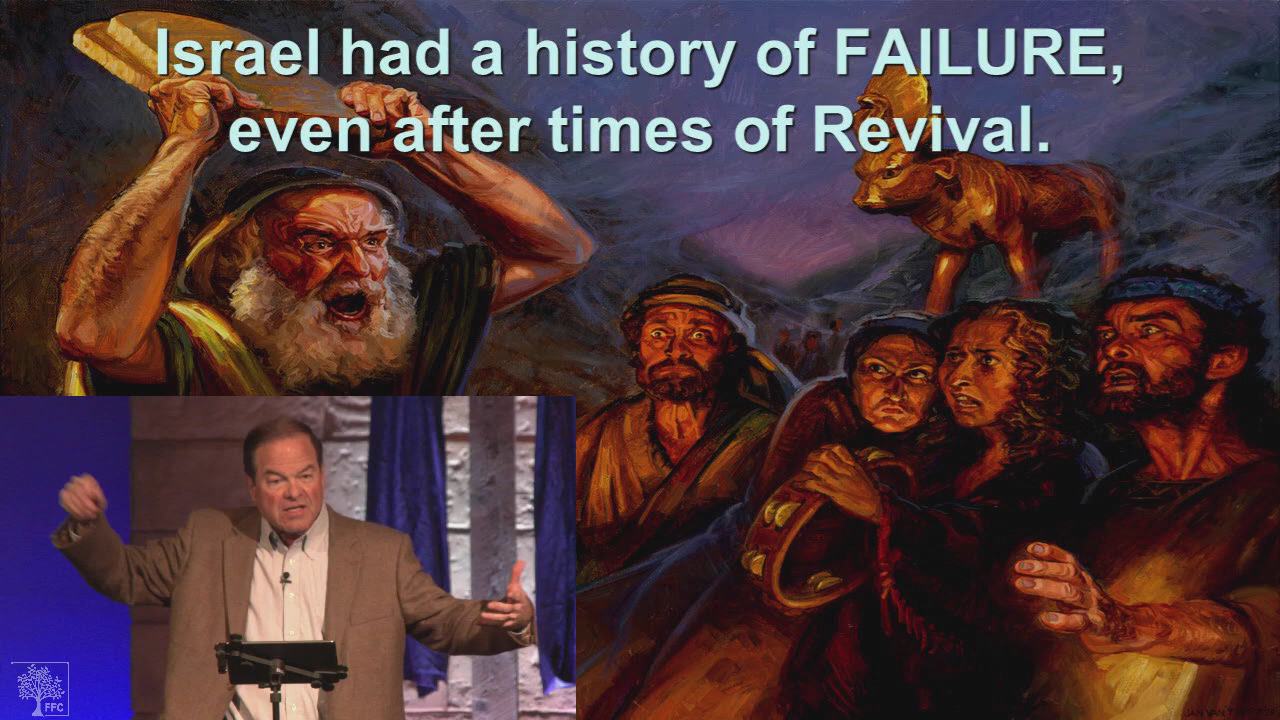 Israel had a history of FAILURE,
even after times of Revival.
FFC